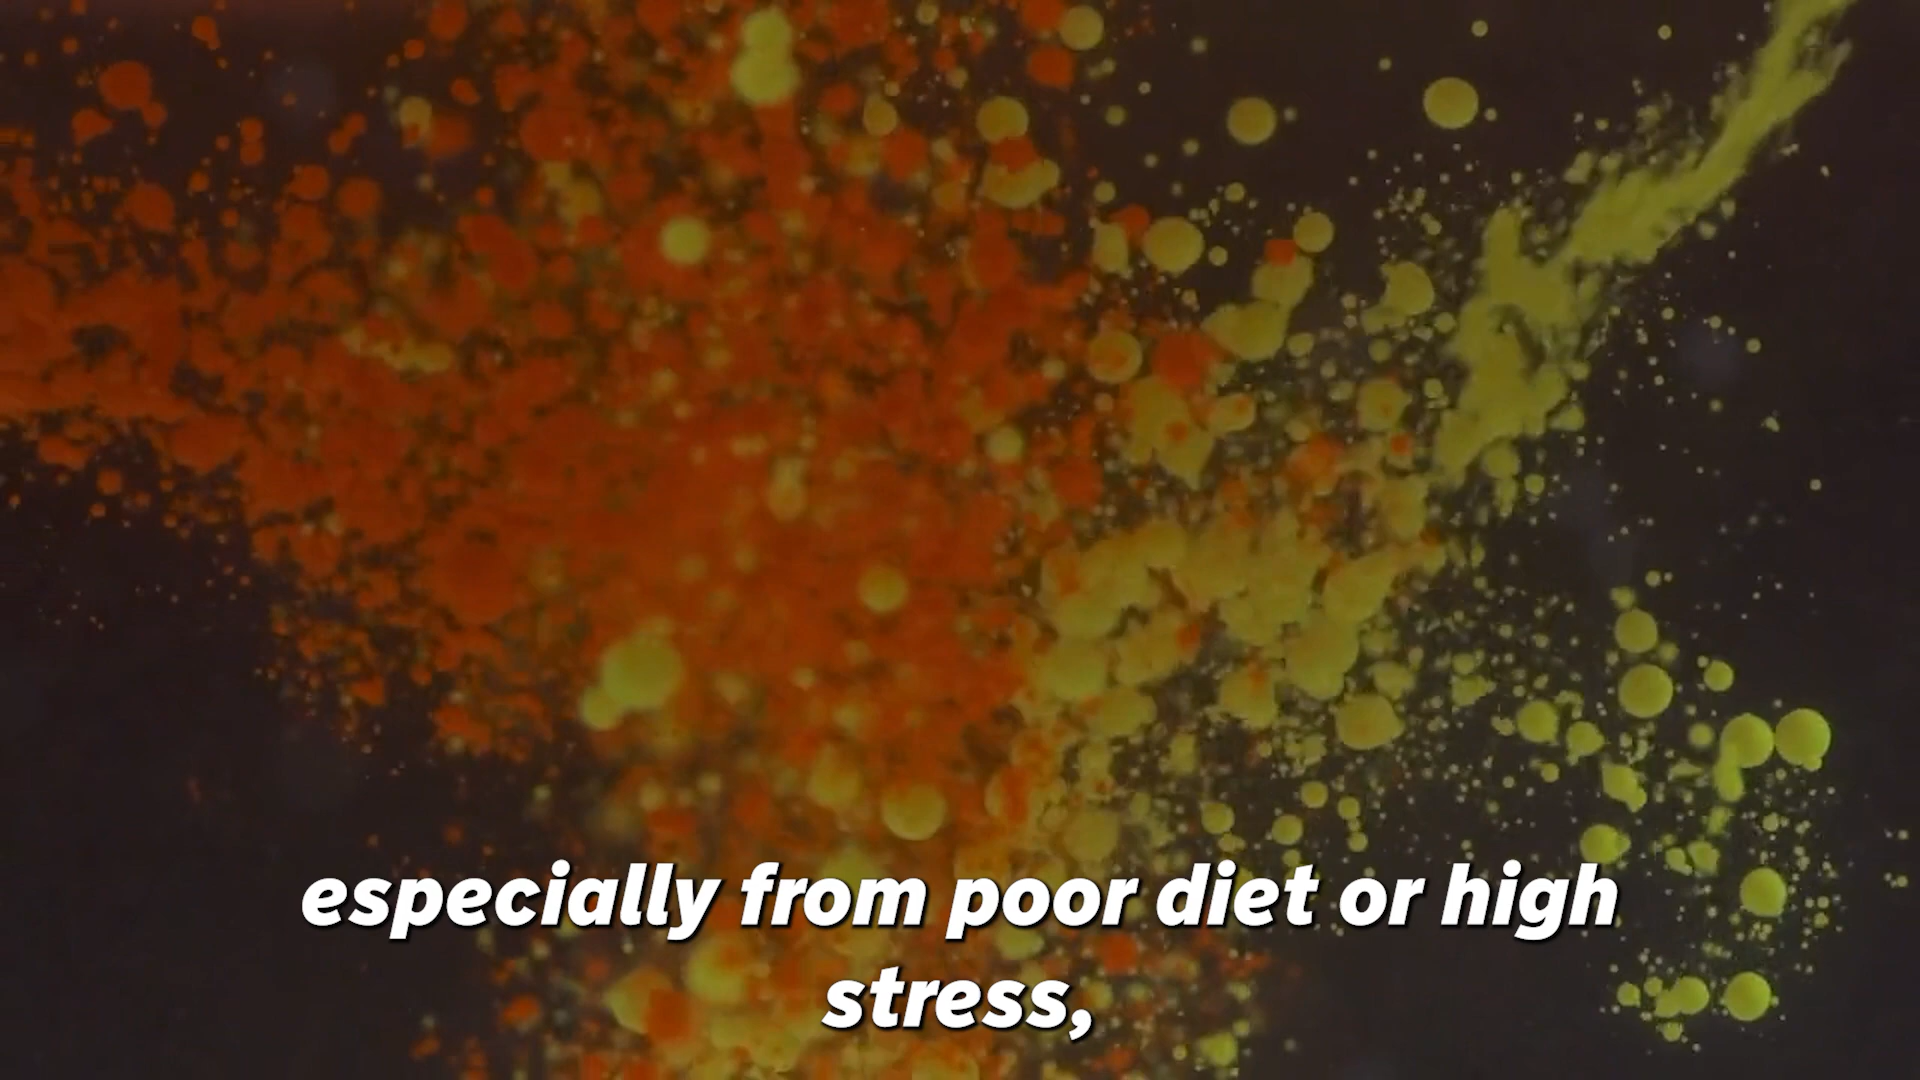 especially from poor diet or high
stress,